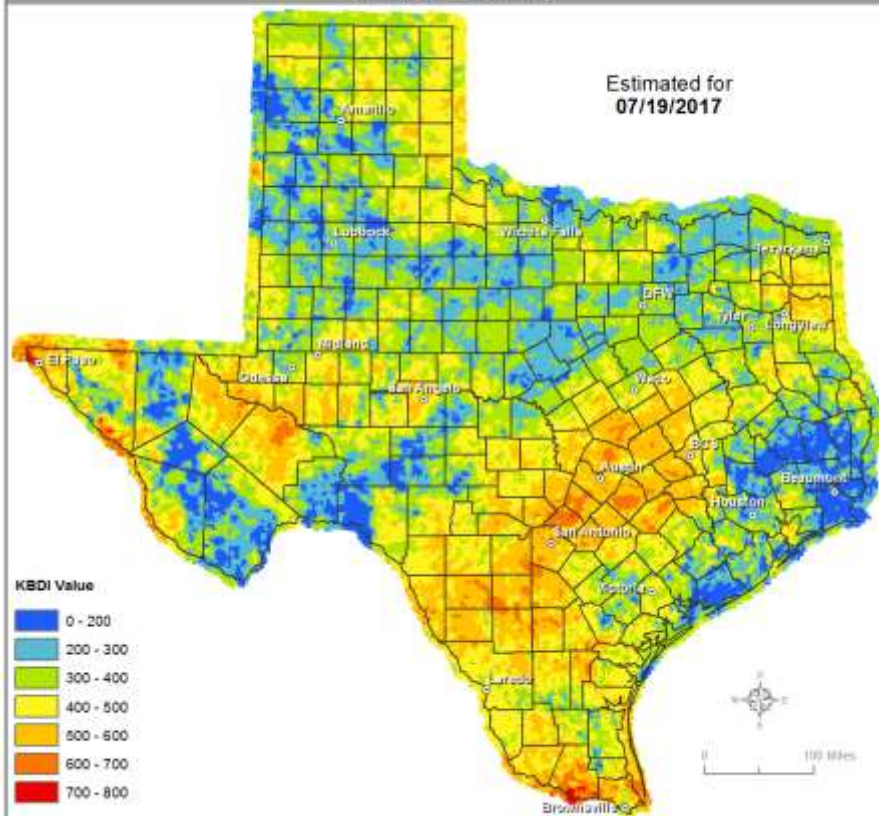 Estimated for
07/19/2017
Amarillo
Lubbock
Wichita Falls
Texarkana
DFW
Tyler
Longview
El Paso
Midland
Odessa
San Angelo
Waco
BCS
Austin
Beaumont
Houston
San Antonio
Victoria
Laredo
Brownsville
KBDI Value
0 - 200
200 - 300
300 - 400
400 - 500
500 - 600
600 - 700
700 - 800
0 100 Miles